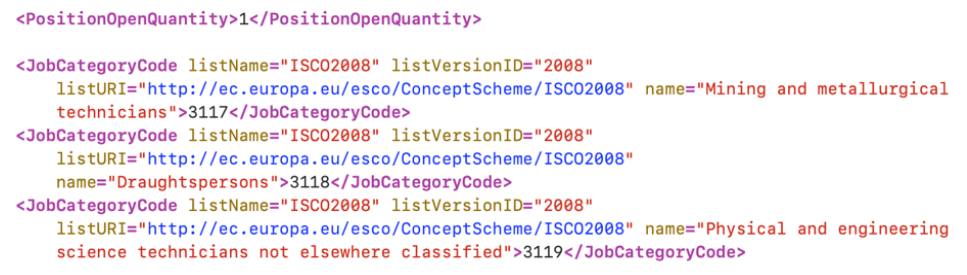 <PositionOpenQuantity>1</PositionOpenQuantity>
<JobCategoryCode listName="ISCO2008" listVersionID="2008"
listURI="http://ec.europa.eu/esco/ConceptScheme/ISCO2008" name="Mining and metallurgical
technicians">3117</JobCategoryCode>
<JobCategoryCode listName="ISCO2008" listVersionID="2008"
listURI="http://ec.europa.eu/esco/ConceptScheme/ISCO2008"
name="Draughtspersons">3118</JobCategoryCode>
<JobCategoryCode listName="ISCO2008" listVersionID="2008"
listURI="http://ec.europa.eu/esco/ConceptScheme/ISCO2008" name="Physical and engineering
science technicians not elsewhere classified">3119</JobCategoryCode>